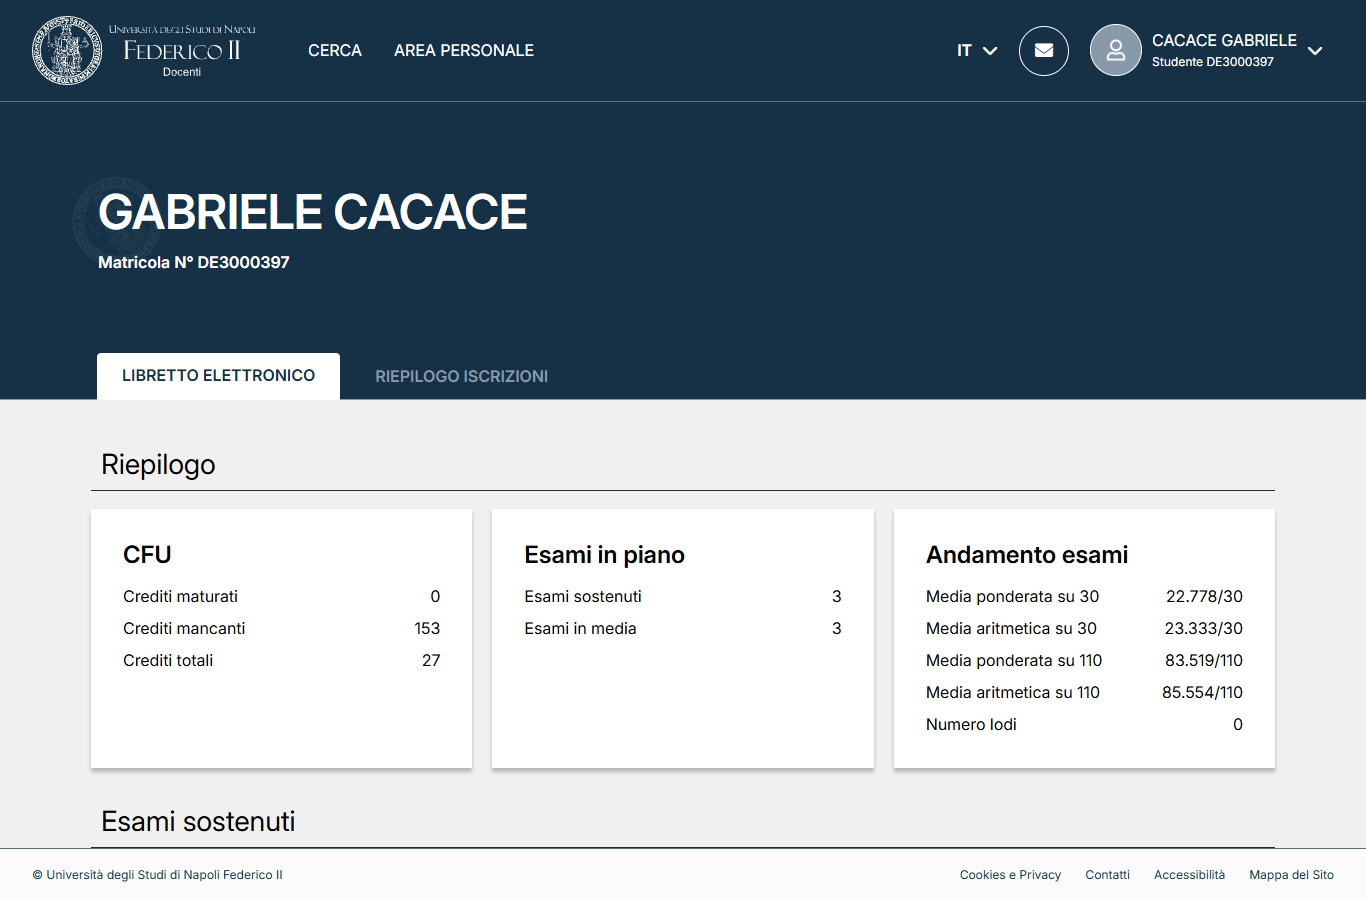 UNIVERSITÀ DEGLI STUDI DI NAPOLI
FEDERICO II
Docenti
CERCA
AREA PERSONALE
IT
CACACE GABRIELE
Studente DE3000397
GABRIELE CACACE
Matricola N° DE3000397
LIBRETTO ELETTRONICO
RIEPILOGO ISCRIZIONI
Riepilogo
CFU
Crediti maturati 0
Crediti mancanti 153
Crediti totali 27
Esami in piano
Esami sostenuti 3
Esami in media 3
Andamento esami
Media ponderata su 30 22.778/30
Media aritmetica su 30 23.333/30
Media ponderata su 110 83.519/110
Media aritmetica su 110 85.554/110
Numero lodi 0
Esami sostenuti
© Università degli Studi di Napoli Federico II
Cookies e Privacy
Contatti
Accessibilità
Mappa del Sito